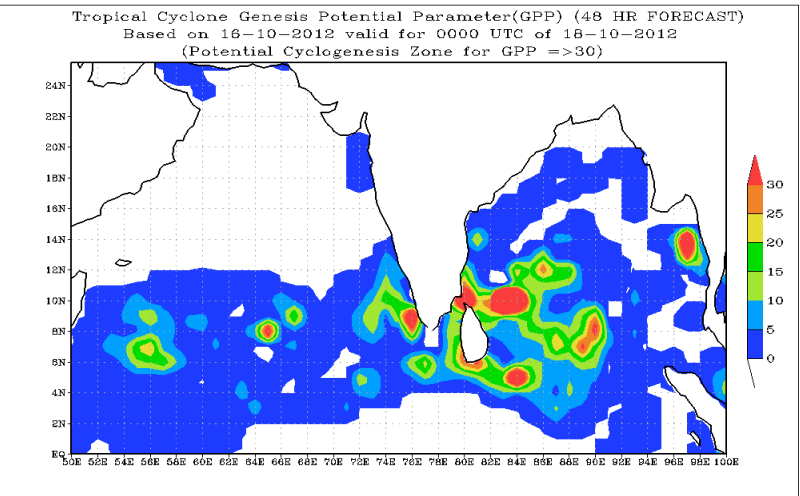 Tropical Cyclone Genesis Potential Parameter(GPP) (48 HR FORECAST)
Based on 16-10-2012 valid for 0000 UTC of 18-10-2012
(Potential Cyclogenesis Zone for GPP =>30)
24N
22N
20N
18N
16N
14N
12N
10N
8N
6N
4N
2N
EQ
50E 52E 54E 56E 58E 60E 62E 64E 66E 68E 70E 72E 74E 76E 78E 80E 82E 84E 86E 88E 90E 92E 94E 96E 98E 100E
30
25
20
15
10
5
0